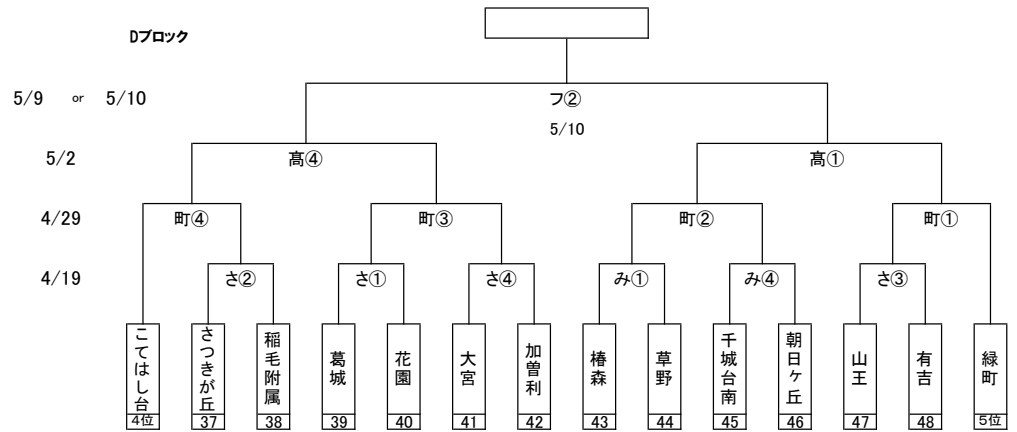 Dブロック
5/9 or 5/10
フ②
5/10
5/2
髙④
髙①
4/29
町④
町③
町②
町①
4/19
さ②
さ①
さ④
み①
み④
さ③
こてはし台
さつきが丘
稲毛附属
葛城
花園
大宮
加曽利
椿森
草野
千城台南
朝日ヶ丘
山王
有吉
緑町
4位
37
38
39
40
41
42
43
44
45
46
47
48
5位